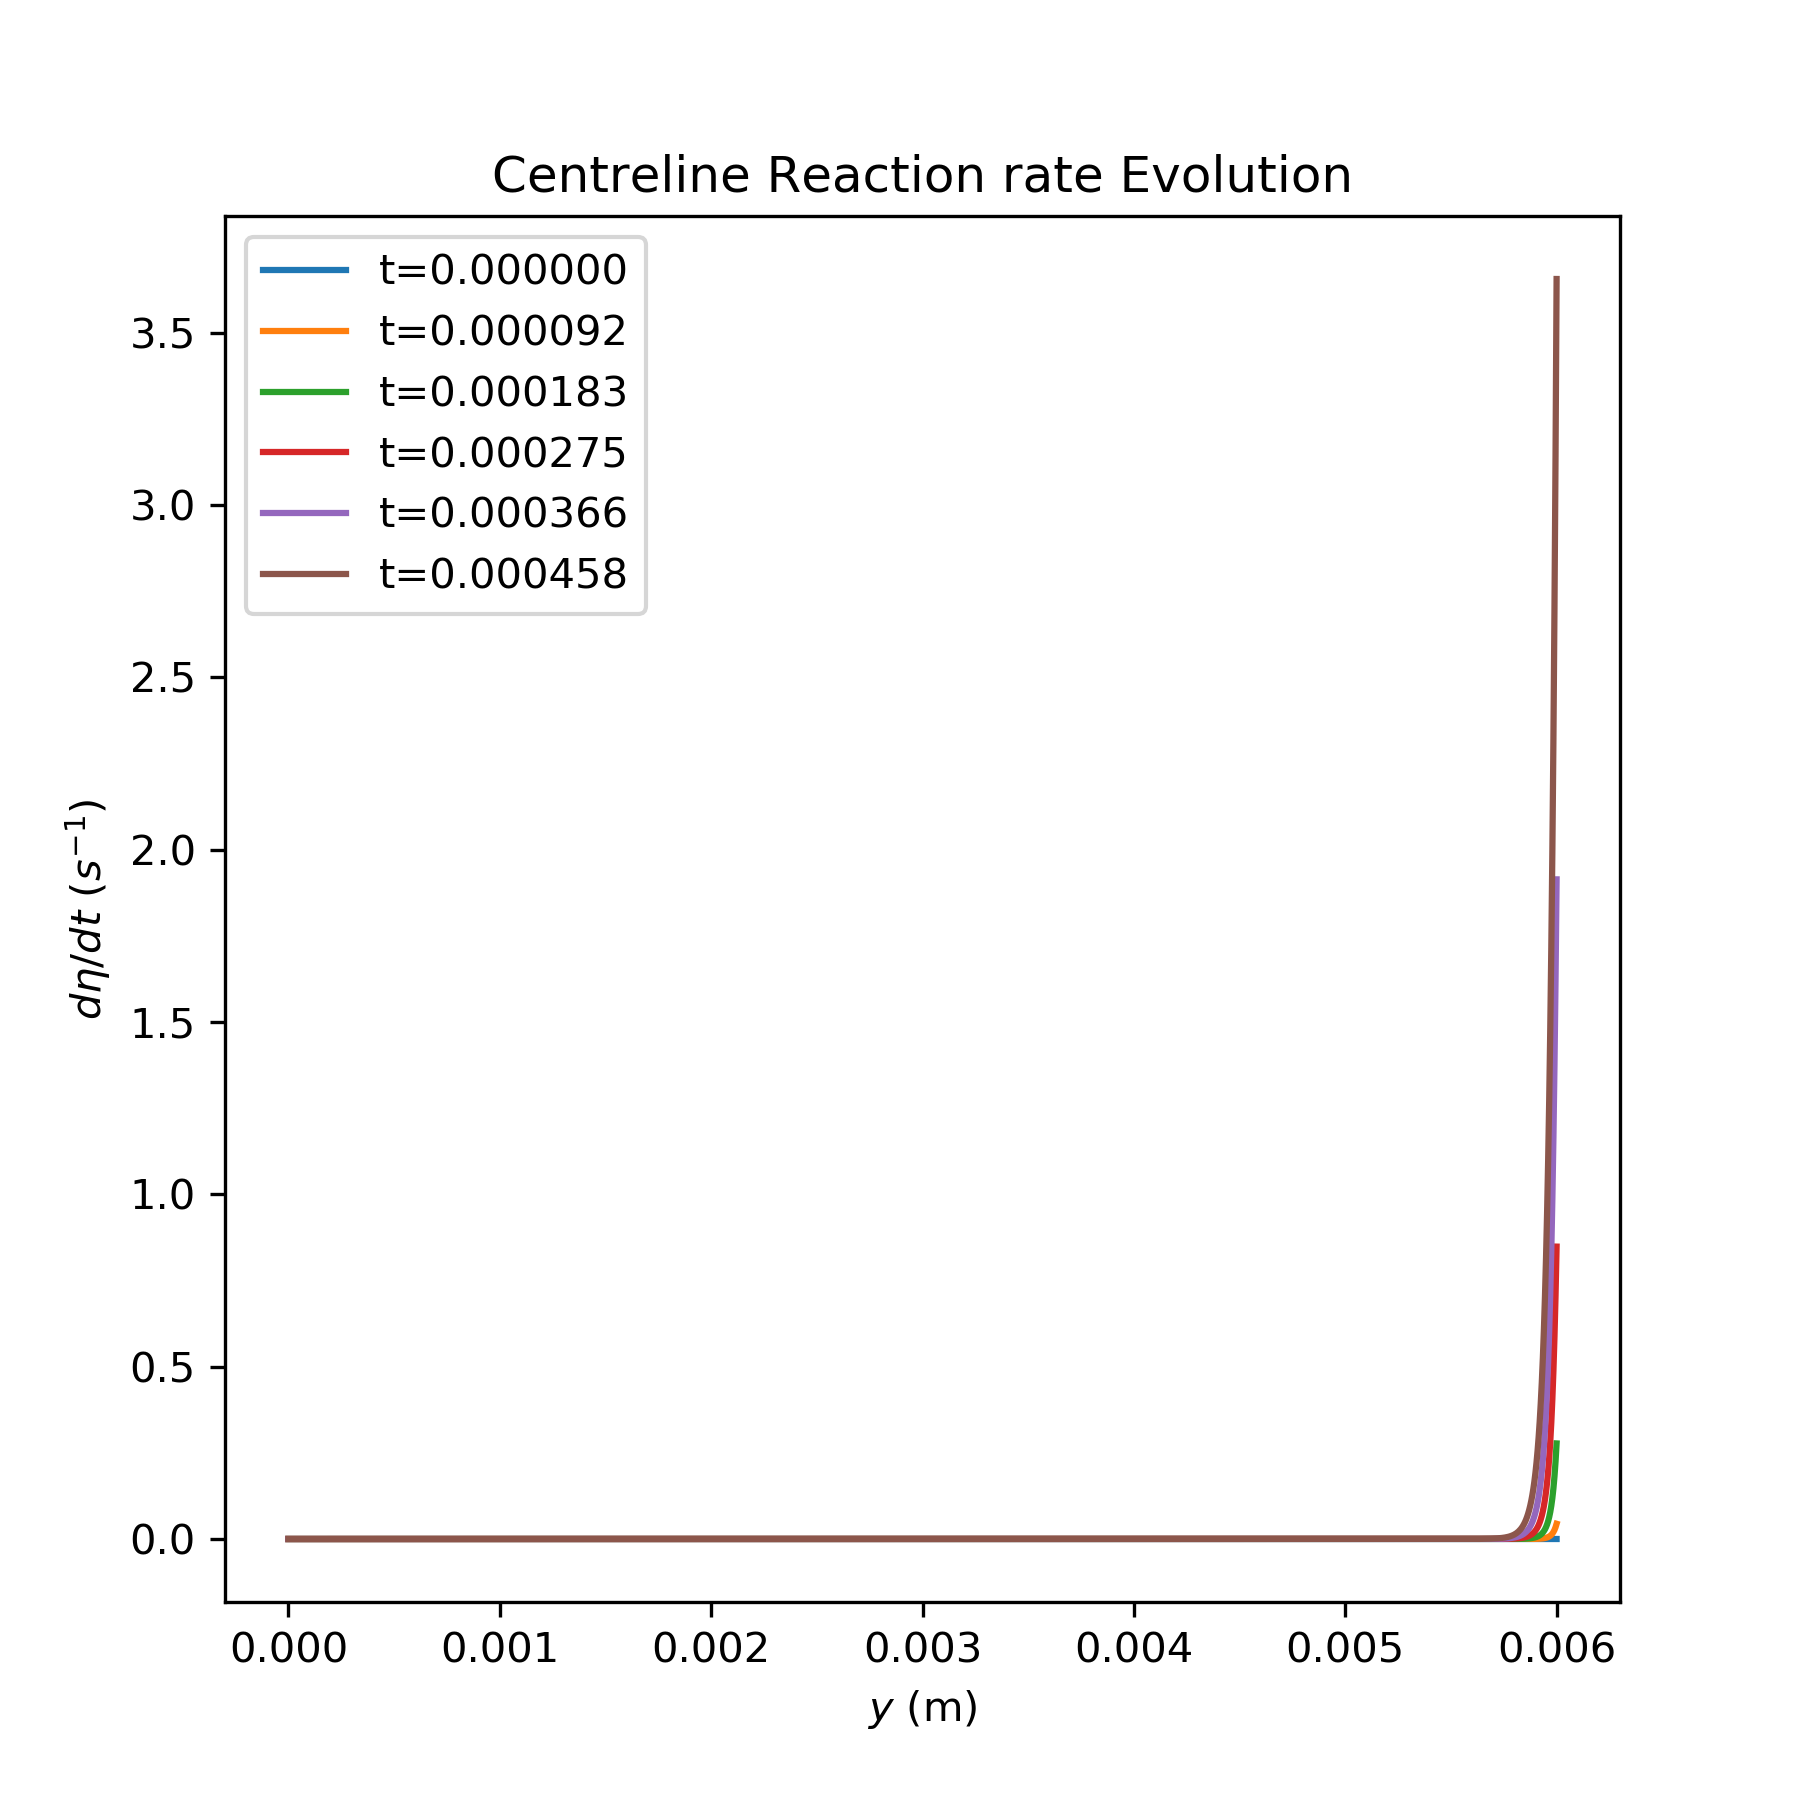 Centreline Reaction rate Evolution
t=0.000000
t=0.000092
t=0.000183
t=0.000275
t=0.000366
t=0.000458
3.5
3.0
2.5
2.0
1.5
1.0
0.5
0.0
dη/dt (s⁻¹)
0.000 0.001 0.002 0.003 0.004 0.005 0.006
y (m)